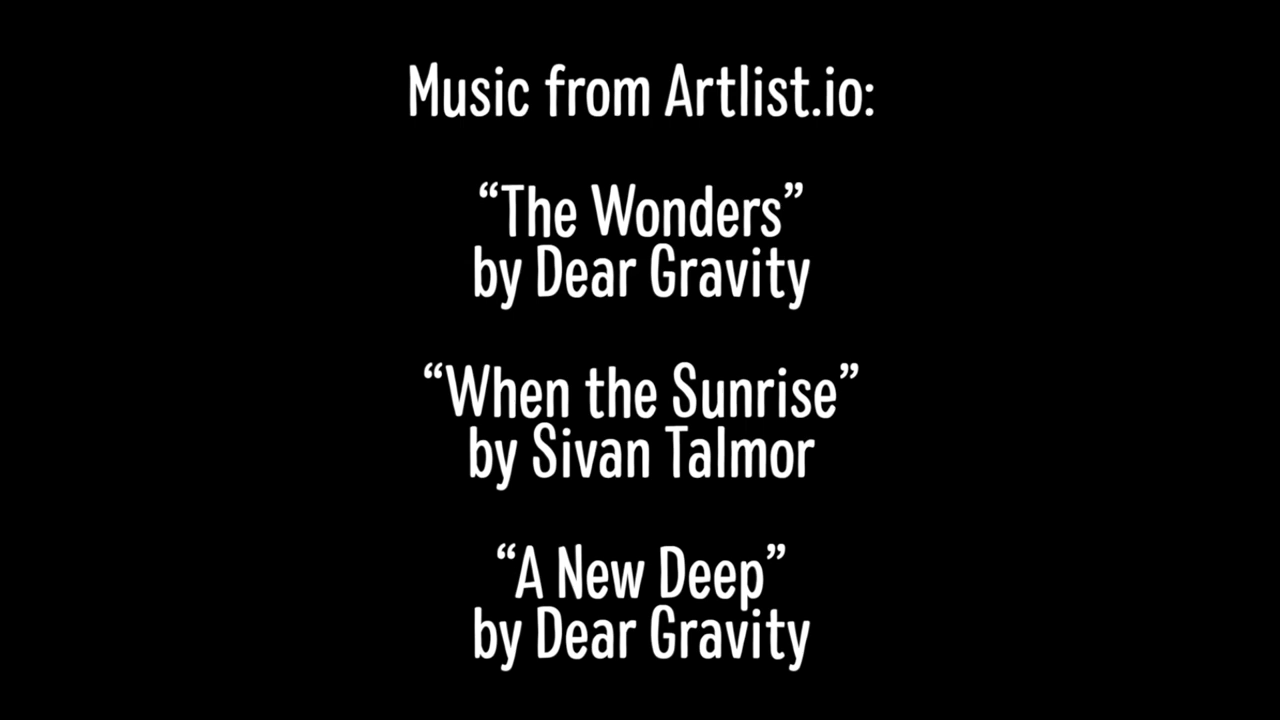 Music from Artlist.io:
“The Wonders”
by Dear Gravity
“When the Sunrise”
by Sivan Talmor
“A New Deep”
by Dear Gravity